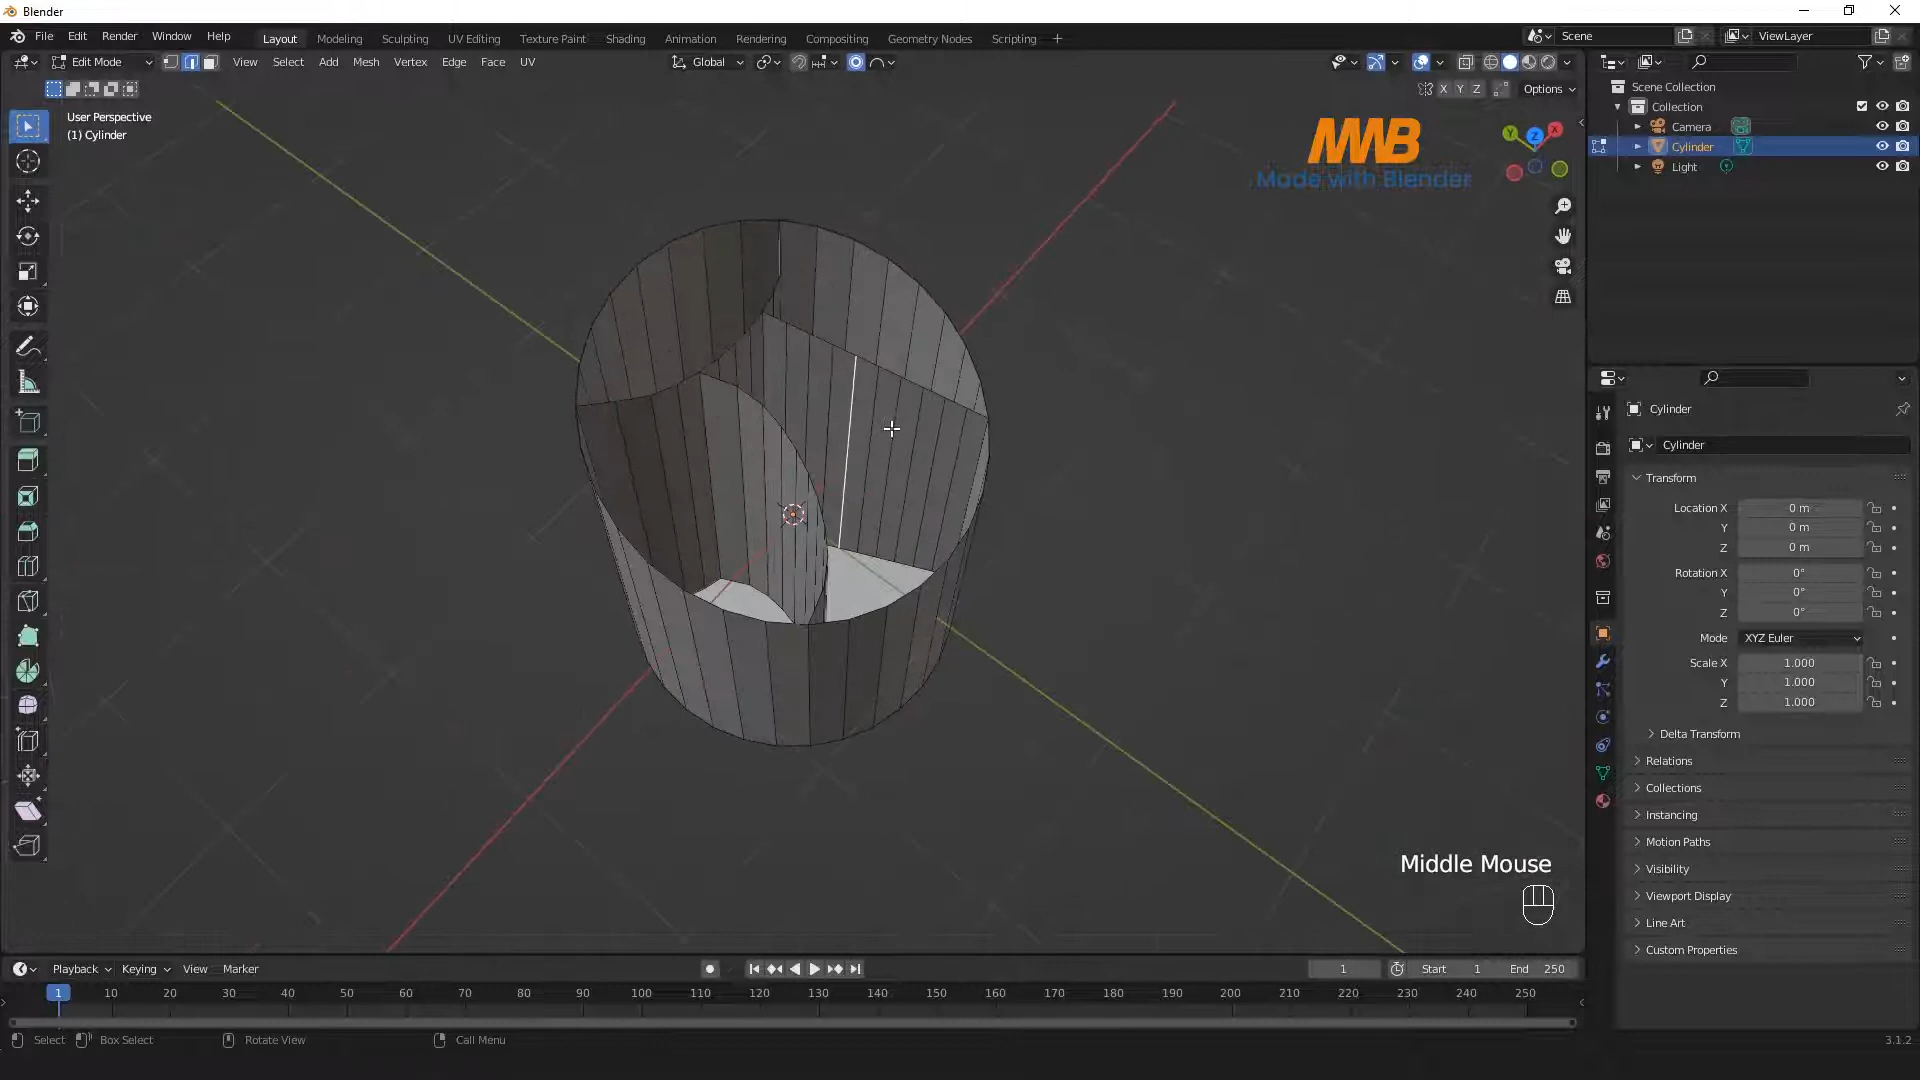 Blender
File Edit Render Window Help
Layout Modeling Sculpting UV Editing Texture Paint Shading Animation Rendering Compositing Geometry Nodes Scripting
Scene
ViewLayer
Edit Mode
View Select Add Mesh Vertex Edge Face UV
Global
X Y Z
Options
User Perspective
(1) Cylinder
MWB
Made with Blender
Y Z X
Scene Collection
Collection
Camera
Cylinder
Light
Cylinder
Cylinder
Transform
Location X 0 m
Y 0 m
Z 0 m
Rotation X 0°
Y 0°
Z 0°
Mode XYZ Euler
Scale X 1.000
Y 1.000
Z 1.000
Delta Transform
Relations
Collections
Instancing
Motion Paths
Visibility
Viewport Display
Line Art
Custom Properties
Middle Mouse
Playback Keying View Marker
1 Start 1 End 250
1 10 20 30 40 50 60 70 80 90 100 110 120 130 140 150 160 170 180 190 200 210 220 230 240 250
Select Box Select Rotate View Call Menu
3.1.2